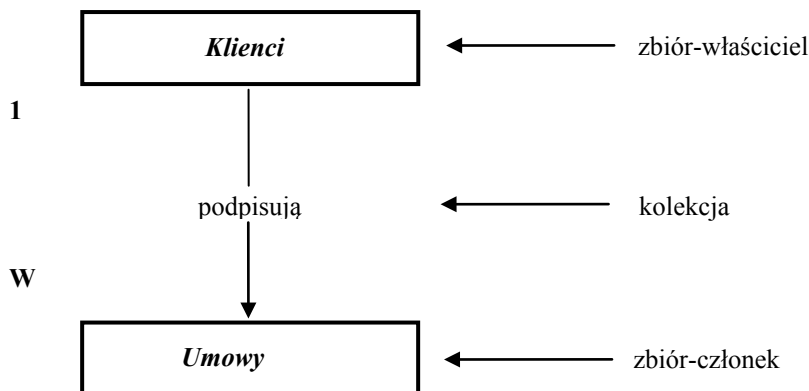 Klienci
zbiór-właściciel
1
podpisują
kolekcja
W
Umowy
zbiór-członek